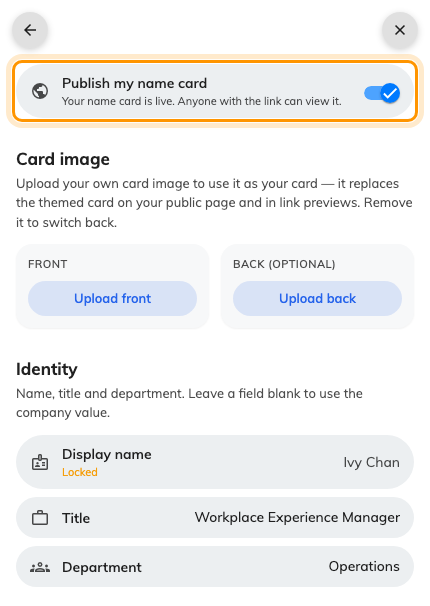 Publish my name card
Your name card is live. Anyone with the link can view it.
Card image
Upload your own card image to use it as your card — it replaces
the themed card on your public page and in link previews. Remove
it to switch back.
FRONT
Upload front
BACK (OPTIONAL)
Upload back
Identity
Name, title and department. Leave a field blank to use the
company value.
Display name
Locked
Ivy Chan
Title
Workplace Experience Manager
Department
Operations